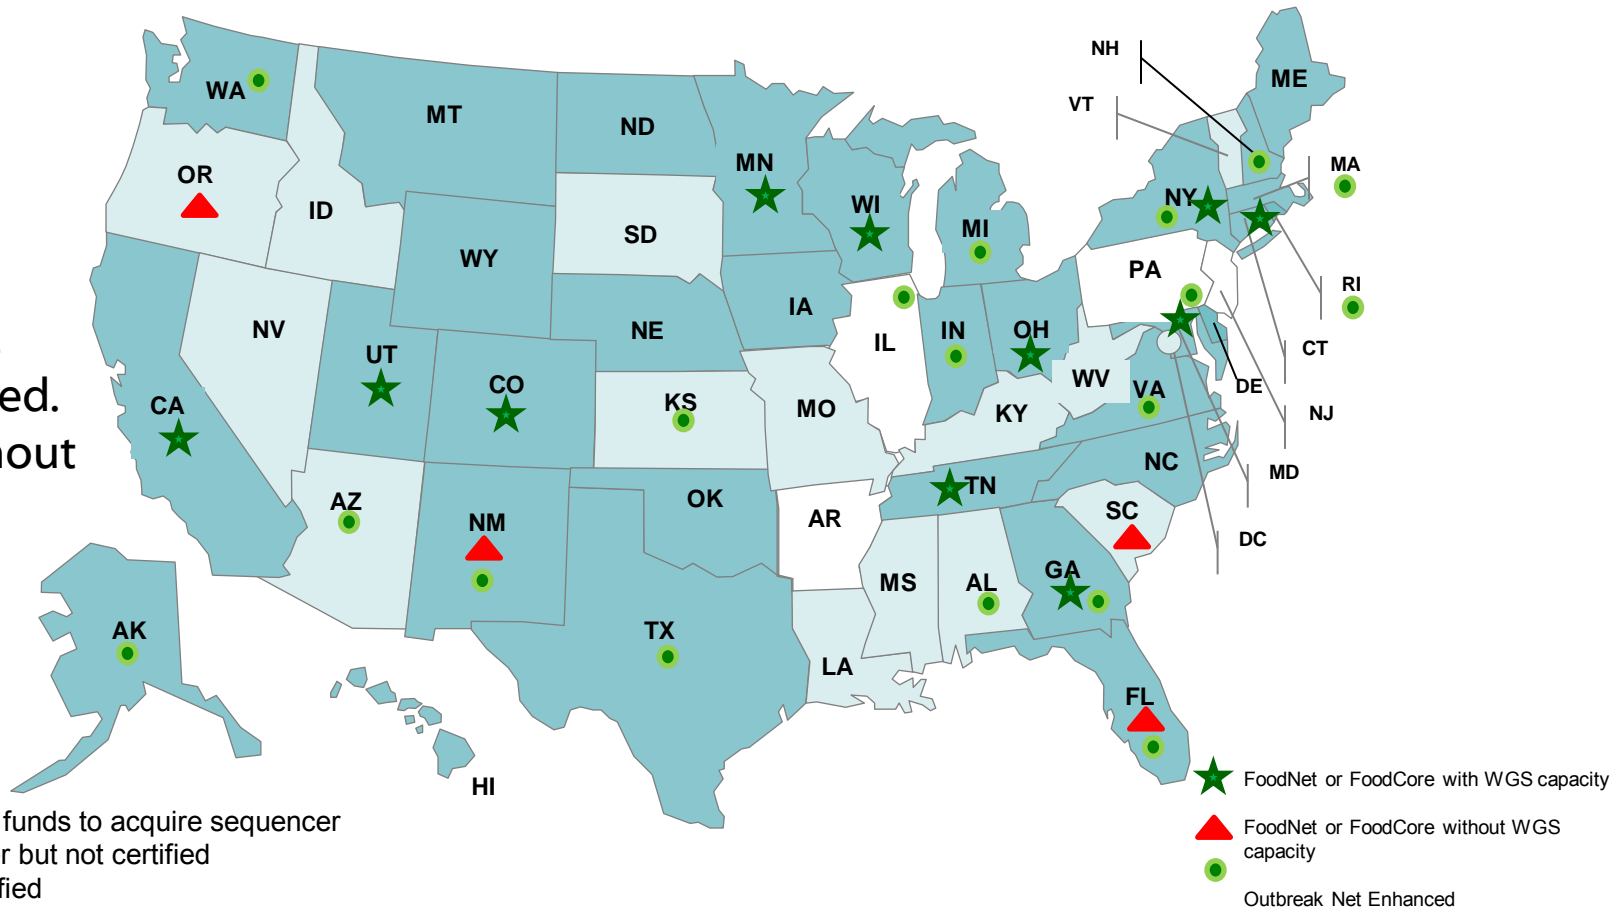 NH
ME
VT
WA
MT
ND
MN
MA
OR
ID
WI
NY
SD
MI
WY
PA
RI
IA
NV
NE
IL
IN
OH
UT
CT
CO
WV
DE
ed.
VA
KS
CA
MO
KY
NJ
out
NC
MD
TN
AZ
OK
SC
AR
NM
DC
GA
MS
AL
AK
TX
LA
FL
HI
FoodNet or FoodCore with WGS capacity
funds to acquire sequencer
FoodNet or FoodCore without WGS
capacity
r but not certified
fied
Outbreak Net Enhanced